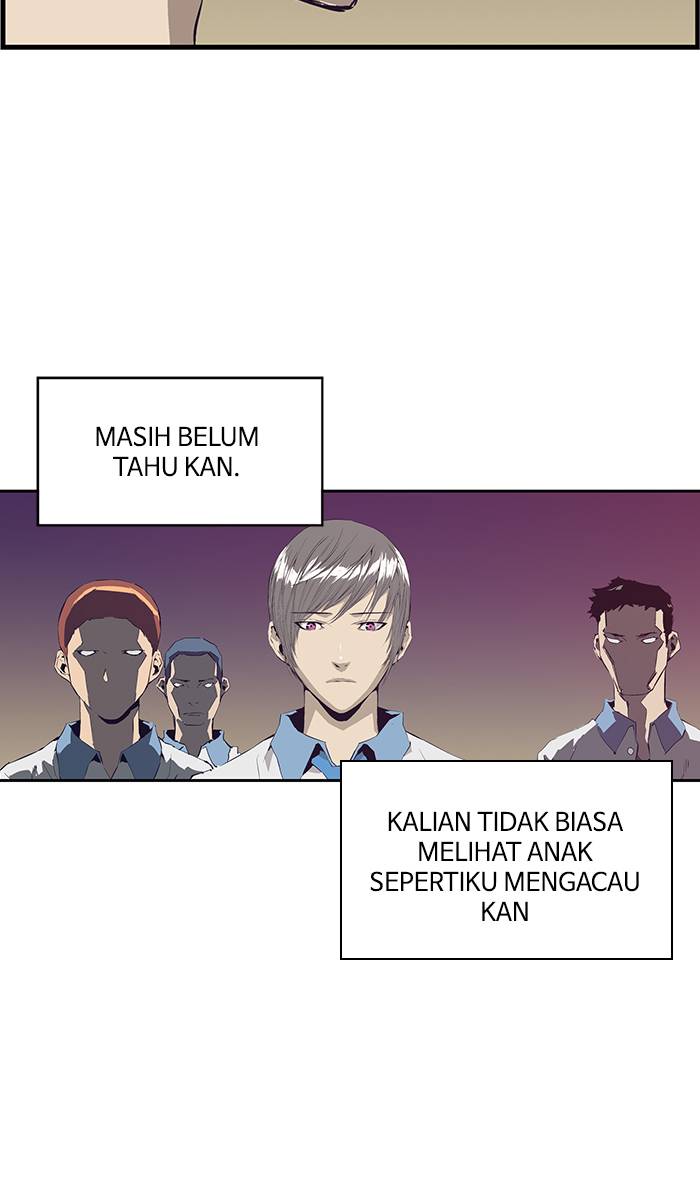 MASIH BELUM
TAHU KAN.
KALIAN TIDAK BIASA
MELIHAT ANAK
SEPERTIKU MENGACAU
KAN